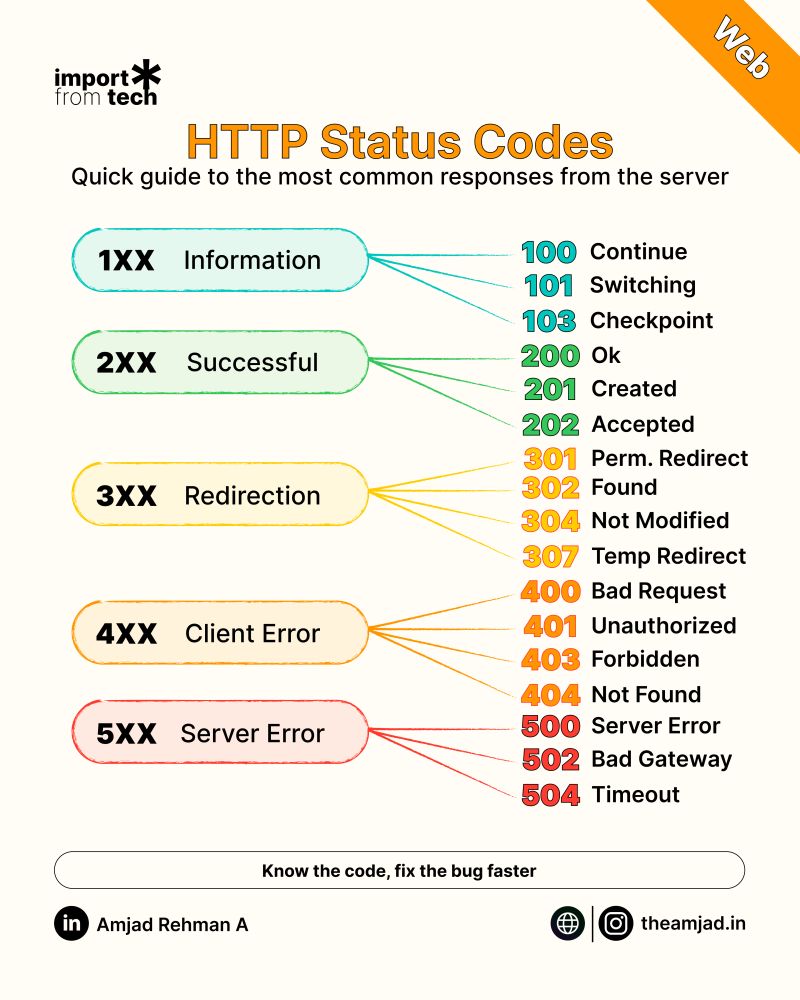 Web
import*
from tech
HTTP Status Codes
Quick guide to the most common responses from the server
1XX Information
100 Continue
101 Switching
103 Checkpoint
2XX Successful
200 Ok
201 Created
202 Accepted
3XX Redirection
301 Perm. Redirect
302 Found
304 Not Modified
307 Temp Redirect
4XX Client Error
400 Bad Request
401 Unauthorized
403 Forbidden
404 Not Found
5XX Server Error
500 Server Error
502 Bad Gateway
504 Timeout
Know the code, fix the bug faster
in Amjad Rehman A
theamjad.in